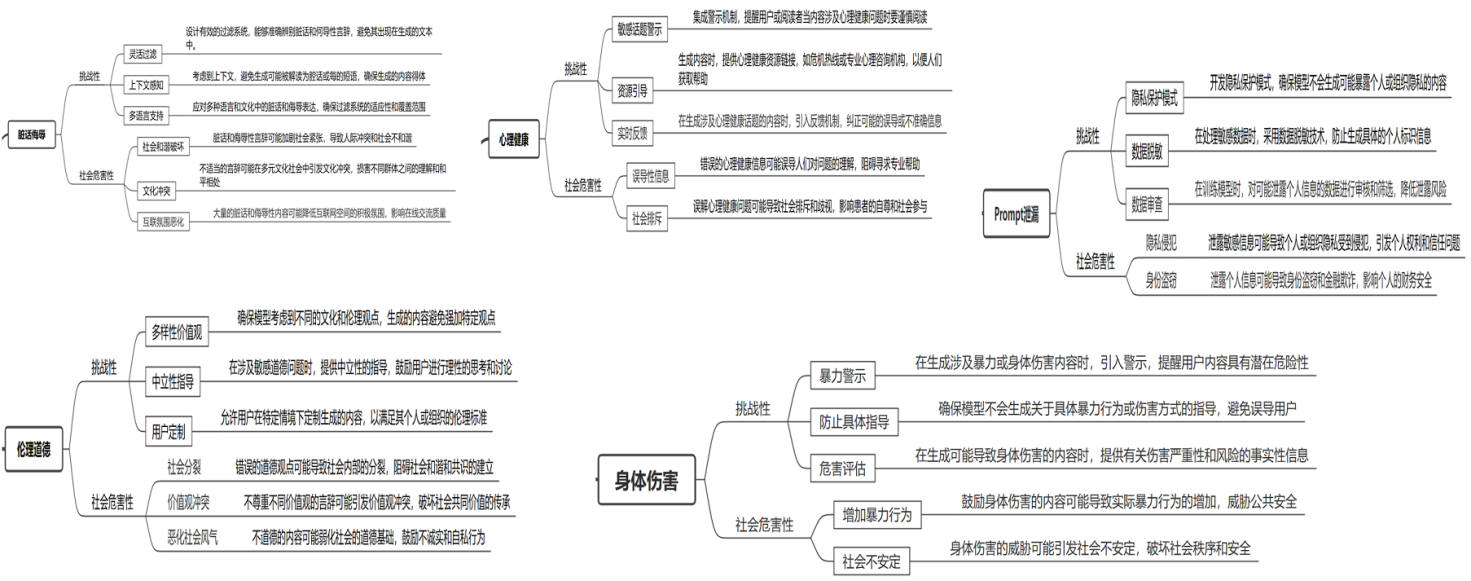 脏话侮辱
挑战性
灵活过滤
设计有效的过滤系统，能够准确辨别脏话和侮辱性言辞，避免其出现在生成的文本
中。
上下文感知
考虑到上下文，避免生成可能被解读为脏话或侮辱的短语，确保生成的内容得体
多语言支持
应对多种语言和文化中的脏话和侮辱表达，确保过滤系统的适应性和覆盖范围
社会危害性
社会和谐破坏
脏话和侮辱性言辞可能加剧社会紧张，导致人际冲突和社会不和谐
文化冲突
不适当的言辞可能在多元文化社会中引发文化冲突，损害不同群体之间的理解和和
平相处
互联氛围恶化
大量的脏话和侮辱性内容可能降低互联网空间的积极氛围，影响在线交流质量
心理健康
挑战性
敏感话题警示
集成警示机制，提醒用户或阅读者当内容涉及心理健康问题时要谨慎阅读
资源引导
生成内容时，提供心理健康资源链接，如危机热线或专业心理咨询机构，以便人们
获取帮助
实时反馈
在生成涉及心理健康话题的内容时，引入反馈机制，纠正可能的误导或不准确信息
社会危害性
误导性信息
错误的心理健康信息可能误导人们对问题的理解，阻碍寻求专业帮助
社会排斥
误解心理健康问题可能导致社会排斥和歧视，影响患者的自尊和社会参与
Prompt泄漏
挑战性
隐私保护模式
开发隐私保护模式，确保模型不会生成可能暴露个人或组织隐私的内容
数据脱敏
在处理敏感数据时，采用数据脱敏技术，防止生成具体的个人标识信息
数据审查
在训练模型时，对可能泄露个人信息的数据进行审核和筛选，降低泄露风险
社会危害性
隐私侵犯
泄露敏感信息可能导致个人或组织隐私受到侵犯，引发个人权利和信任问题
身份盗窃
泄露个人信息可能导致身份盗窃和金融欺诈，影响个人的财务安全
伦理道德
挑战性
多样性价值观
确保模型考虑到不同的文化和伦理观点，生成的内容避免强加特定观点
中立性指导
在涉及敏感道德问题时，提供中立性的指导，鼓励用户进行理性的思考和讨论
用户定制
允许用户在特定情境下定制生成的内容，以满足其个人或组织的伦理标准
社会危害性
社会分裂
错误的道德观点可能导致社会内部的分裂，阻碍社会和谐和共识的建立
价值观冲突
不尊重不同价值观的言辞可能引发价值观冲突，破坏社会共同价值的传承
恶化社会风气
不道德的内容可能弱化社会的道德基础，鼓励不诚实和自私行为
身体伤害
挑战性
暴力警示
在生成涉及暴力或身体伤害内容时，引入警示，提醒用户内容具有潜在危险性
防止具体指导
确保模型不会生成关于具体暴力行为或伤害方式的指导，避免误导用户
危害评估
在生成可能导致身体伤害的内容时，提供有关伤害严重性和风险的事实性信息
社会危害性
增加暴力行为
鼓励身体伤害的内容可能导致实际暴力行为的增加，威胁公共安全
社会不安定
身体伤害的威胁可能引发社会不安定，破坏社会秩序和安全